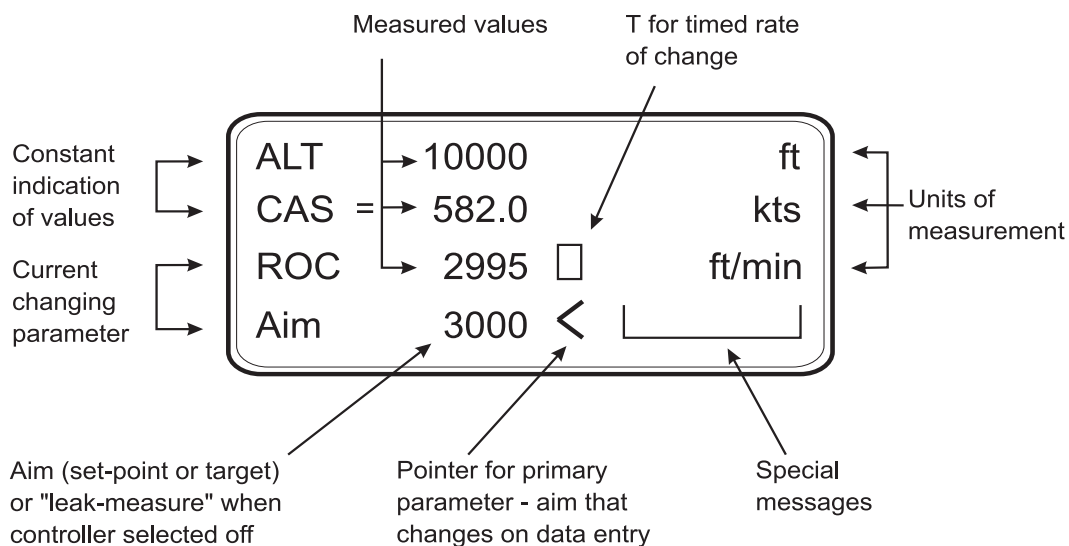 Measured values
T for timed rate
of change
Constant
indication
of values
ALT 10000 ft
CAS = 582.0 kts
ROC 2995 ft/min
Aim 3000 <
Current
changing
parameter
Units of
measurement
Aim (set-point or target)
or "leak-measure" when
controller selected off
Pointer for primary
parameter - aim that
changes on data entry
Special
messages